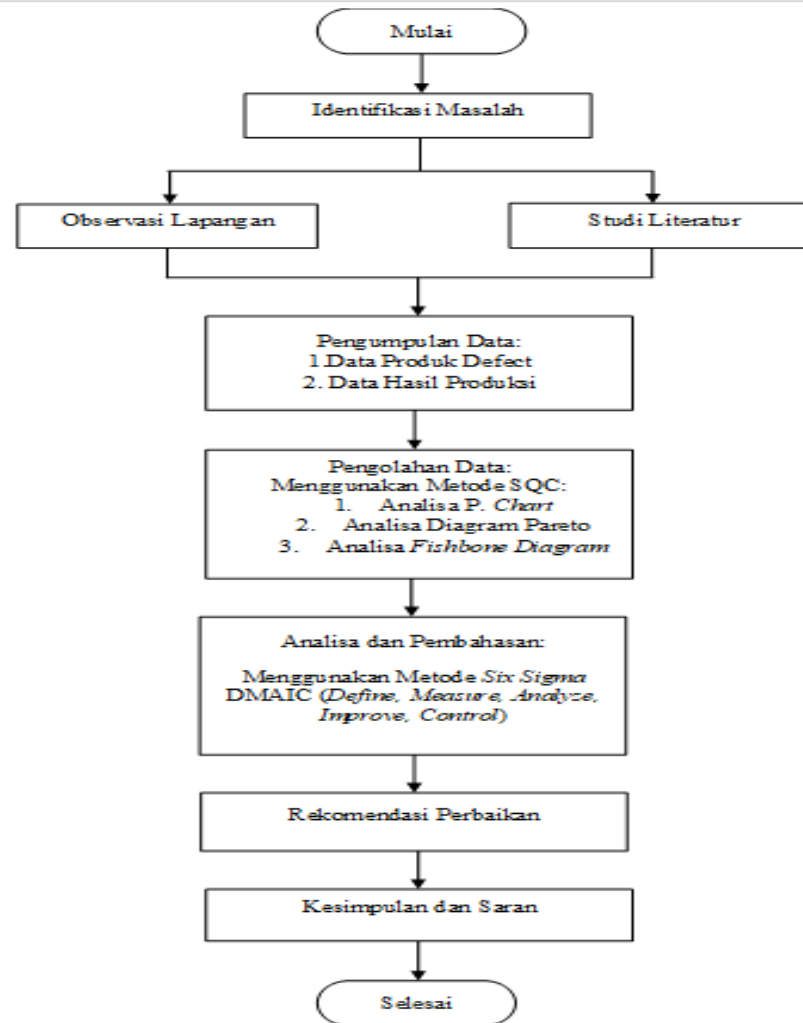 Mulai
Identifikasi Masalah
Observasi Lapangan
Studi Literatur
Pengumpulan Data:
1.Data Produk Defect
2. Data Hasil Produksi
Pengolahan Data:
Menggunakan Metode SQC:
1. Analisa P. Chart
2. Analisa Diagram Pareto
3. Analisa Fishbone Diagram
Analisa dan Pembahasan:
Menggunakan Metode Six Sigma
DMAIC (Define, Measure, Analyze,
Improve, Control)
Rekomendasi Perbaikan
Kesimpulan dan Saran
Selesai